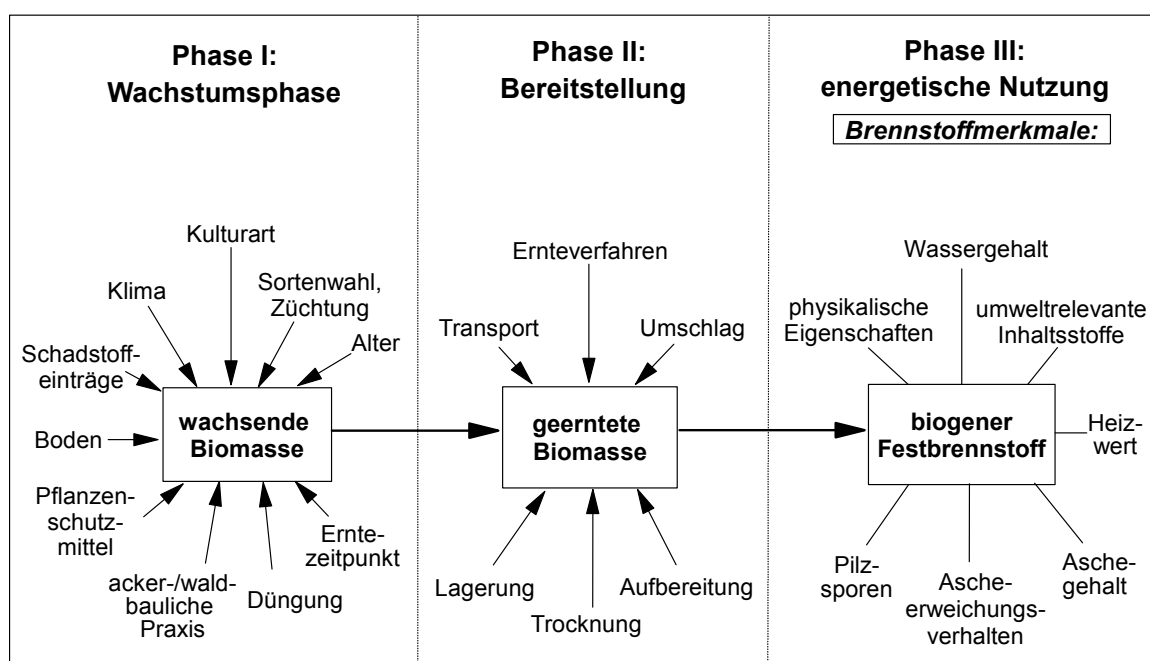 Phase I:
Wachstumsphase
Kulturart
Klima
Sortenwahl,
Züchtung
Alter
Schadstoff-
einträge
wachsende
Biomasse
Boden
Pflanzen-
schutz-
mittel
acker-/wald-
bauliche
Praxis
Düngung
Ernte-
zeitpunkt
Phase II:
Bereitstellung
Ernteverfahren
Transport
Umschlag
geerntete
Biomasse
Lagerung
Trocknung
Aufbereitung
Phase III:
energetische Nutzung
Brennstoffmerkmale:
Wassergehalt
physikalische
Eigenschaften
umweltrelevante
Inhaltsstoffe
biogener
Festbrennstoff
Heiz-
wert
Pilz-
sporen
Asche-
erweichungs-
verhalten
Asche-
gehalt